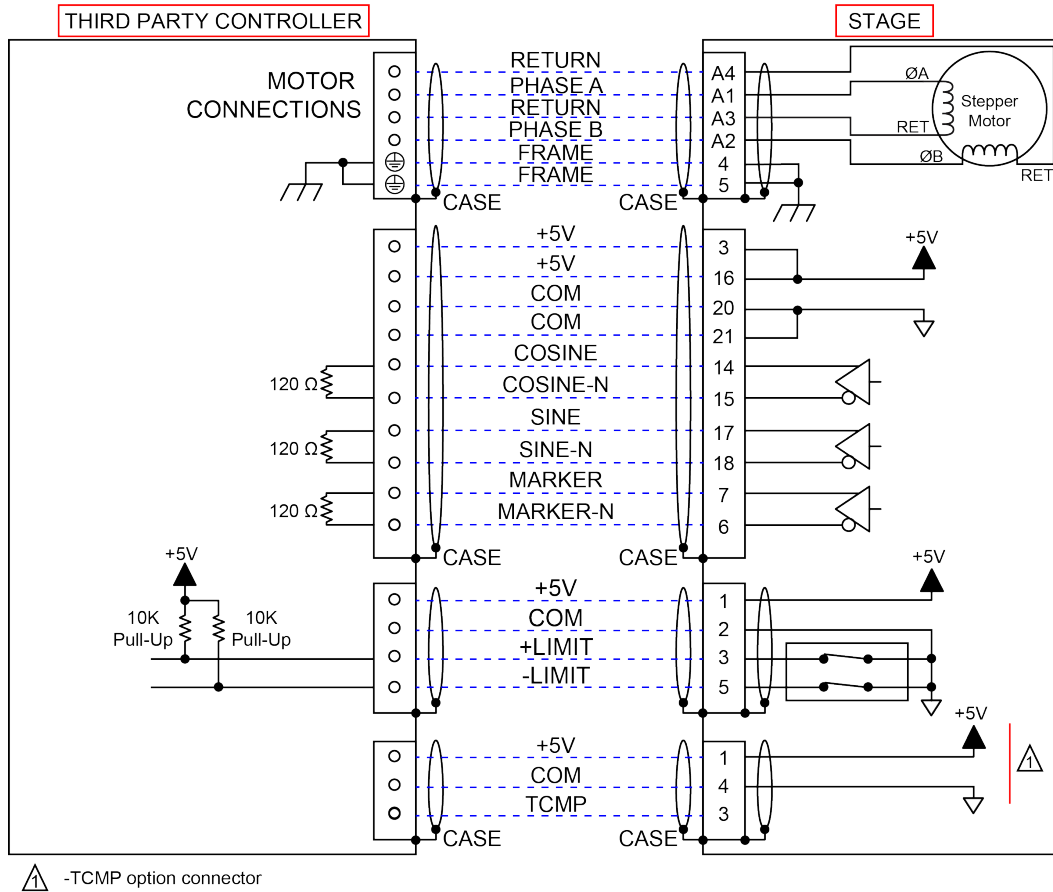 THIRD PARTY CONTROLLER
STAGE
MOTOR
CONNECTIONS
RETURN
PHASE A
RETURN
PHASE B
FRAME
FRAME
CASE
CASE
A4
A1
A3
A2
4
5
ØA
RET
ØB
RET
Stepper
Motor
+5V
+5V
COM
COM
COSINE
COSINE-N
SINE
SINE-N
MARKER
MARKER-N
CASE
CASE
120 Ω
120 Ω
120 Ω
3
16
20
21
14
15
17
18
7
6
+5V
+5V
10K
Pull-Up
10K
Pull-Up
+5V
COM
+LIMIT
-LIMIT
1
2
3
5
+5V
+5V
COM
TCMP
CASE
CASE
1
4
3
+5V
1
1 -TCMP option connector